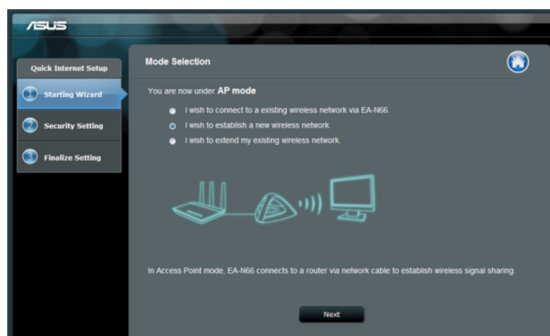 ASUS
Quick Internet Setup
1 Starting Wizard
2 Security Setting
3 Finalize Setting
Mode Selection
You are now under AP mode
I wish to connect to a existing wireless network via EA-N66.
I wish to establish a new wireless network.
I wish to extend my existing wireless network.
In Access Point mode, EA-N66 connects to a router via network cable to establish wireless signal sharing.
Next